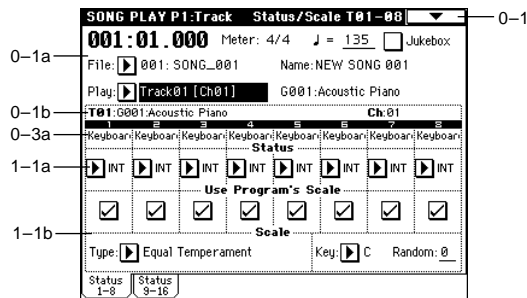 SONG PLAY P1:Track Status/Scale T01-08
0–1
001:01.000 Meter: 4/4 ♩ = 135 Jukebox
0–1a
File: 001: SONG_001 Name: NEW SONG 001
Play: Track01 [Ch01] G001:Acoustic Piano
0–1b
T01:G001:Acoustic Piano Ch:01
1 2 3 4 5 6 7 8
0–3a
Keyboar Keyboar Keyboar Keyboar Keyboar Keyboar Keyboar Keyboar
Status
1–1a
INT INT INT INT INT INT INT INT
Use Program's Scale
Scale
1–1b
Type: Equal Temperament Key: C Random: 0
Status 1-8
Status 9-16